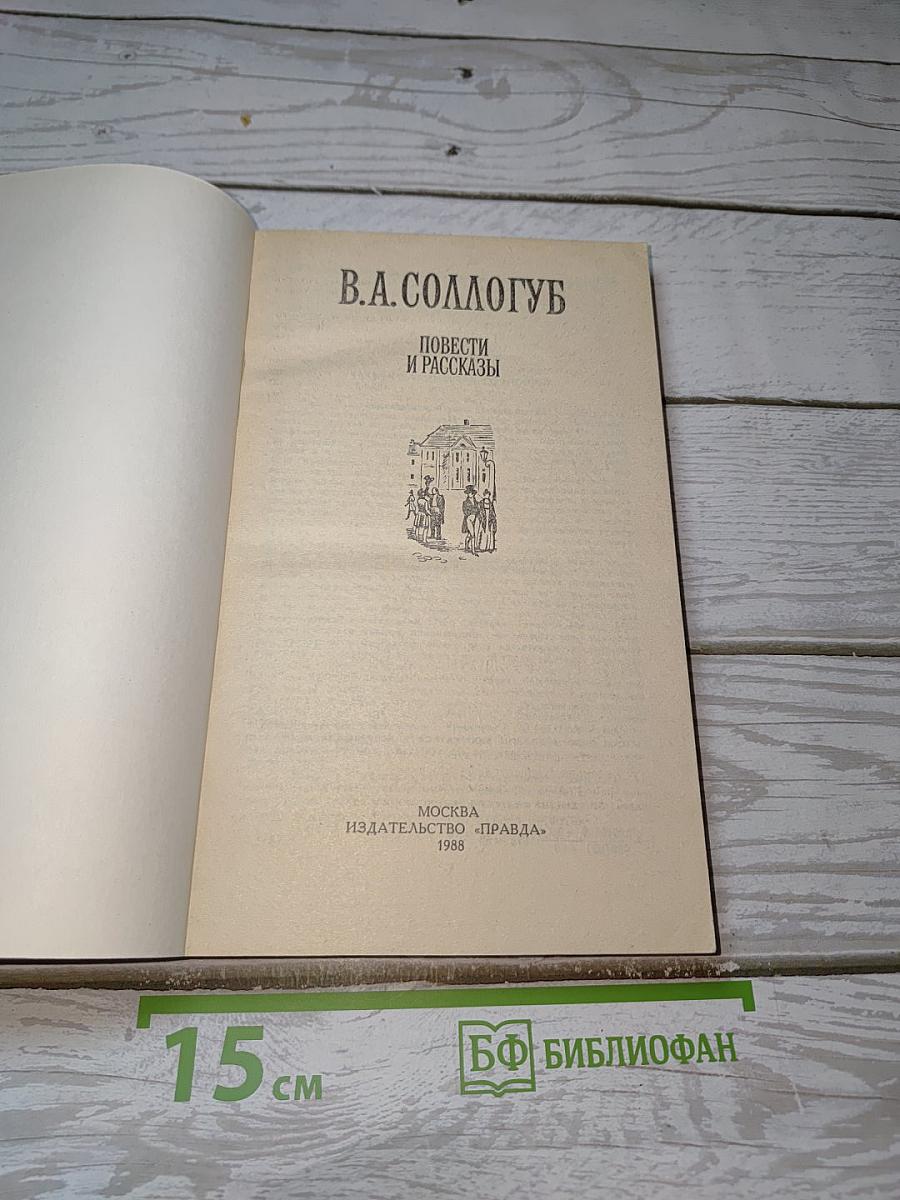 В.А.СОЛЛОГУБ
ПОВЕСТИ
И РАССКАЗЫ
МОСКВА
ИЗДАТЕЛЬСТВО «ПРАВДА»
1988
15 см
БФ БИБЛИОФАН